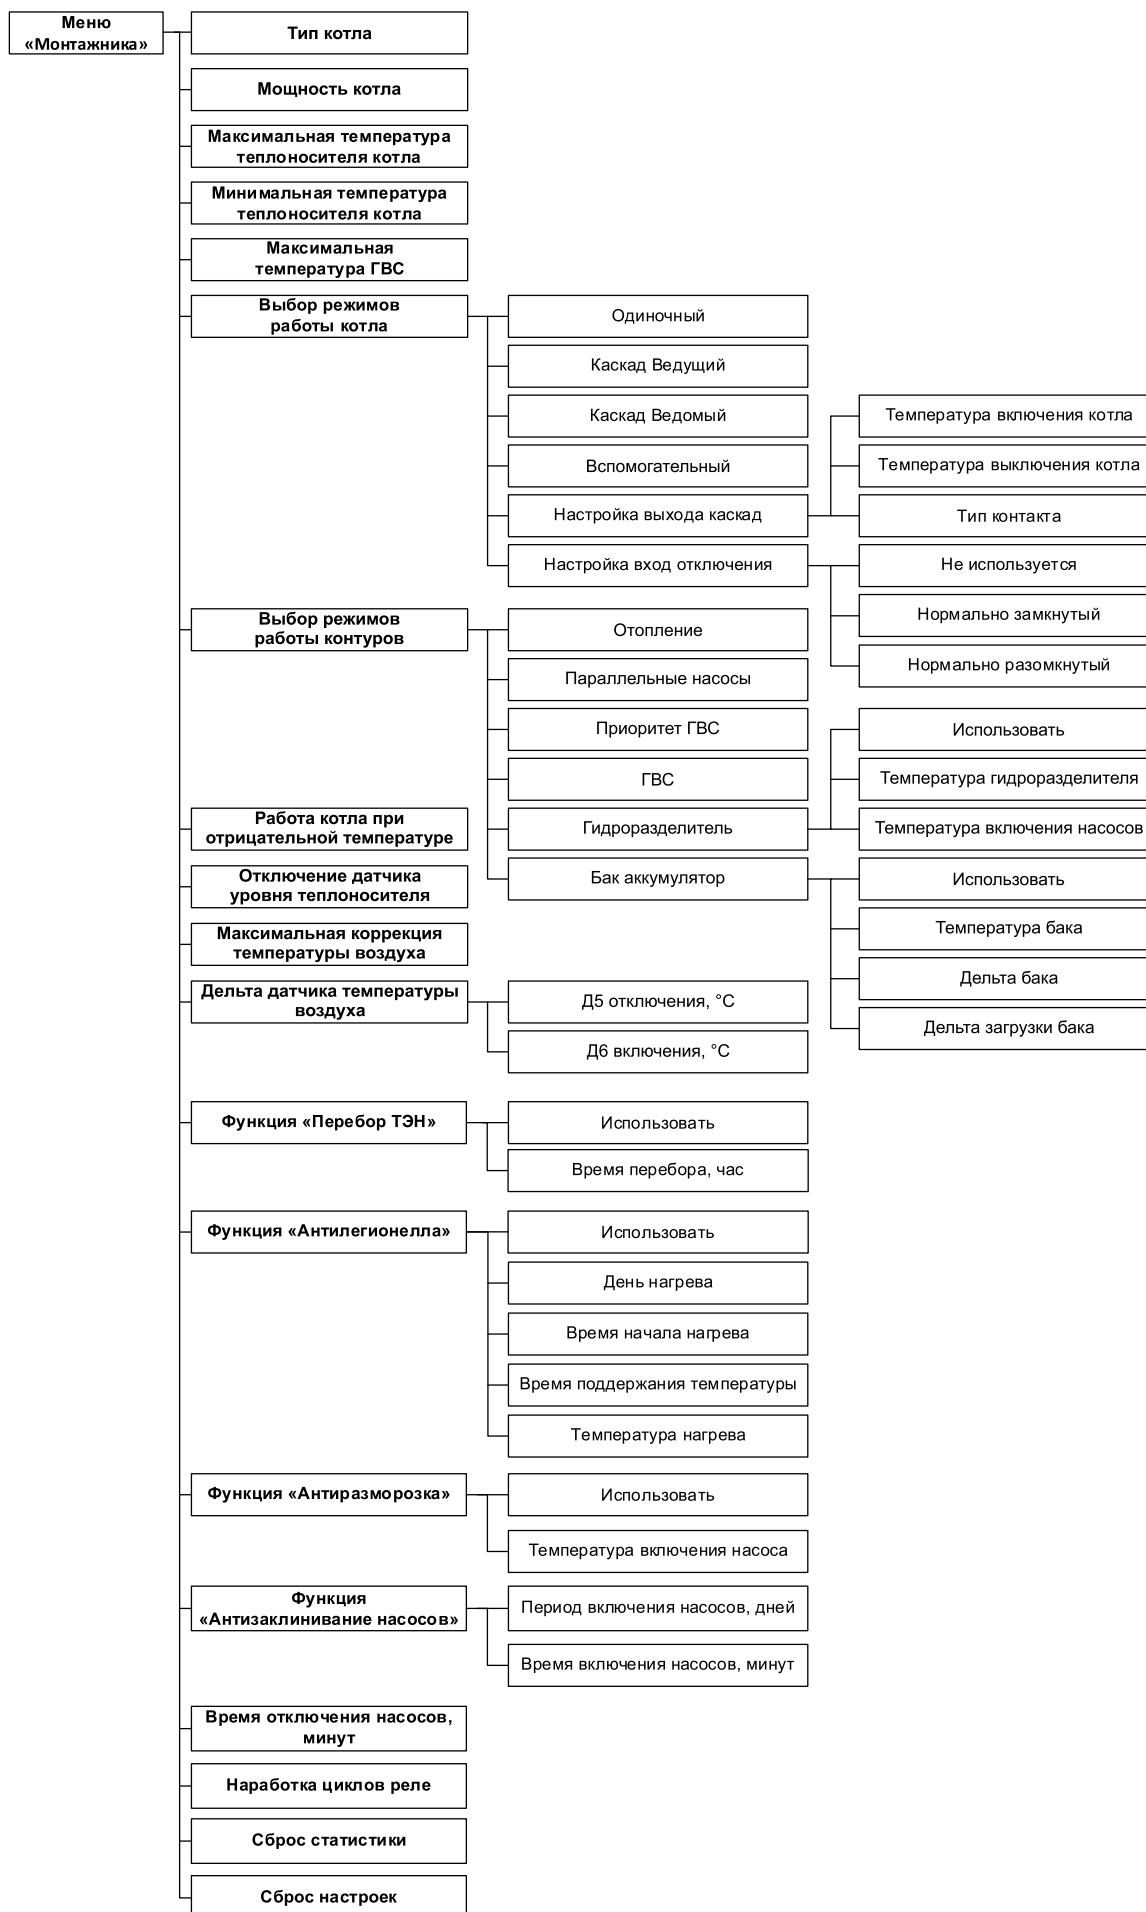 Меню
«Монтажника»
Тип котла
Мощность котла
Максимальная температура
теплоносителя котла
Минимальная температура
теплоносителя котла
Максимальная
температура ГВС
Выбор режимов
работы котла
Одиночный
Каскад Ведущий
Каскад Ведомый
Вспомогательный
Настройка выхода каскад
Температура включения котла
Температура выключения котла
Тип контакта
Настройка вход отключения
Не используется
Нормально замкнутый
Нормально разомкнутый
Выбор режимов
работы контуров
Отопление
Параллельные насосы
Приоритет ГВС
ГВС
Гидроразделитель
Использовать
Температура гидроразделителя
Температура включения насосов
Бак аккумулятор
Использовать
Температура бака
Дельта бака
Дельта загрузки бака
Работа котла при
отрицательной температуре
Отключение датчика
уровня теплоносителя
Максимальная коррекция
температуры воздуха
Дельта датчика температуры
воздуха
Д5 отключения, °С
Д6 включения, °С
Функция «Перебор ТЭН»
Использовать
Время перебора, час
Функция «Антилегионелла»
Использовать
День нагрева
Время начала нагрева
Время поддержания температуры
Температура нагрева
Функция «Антиразморозка»
Использовать
Температура включения насоса
Функция
«Антизаклинивание насосов»
Период включения насосов, дней
Время включения насосов, минут
Время отключения насосов,
минут
Наработка циклов реле
Сброс статистики
Сброс настроек